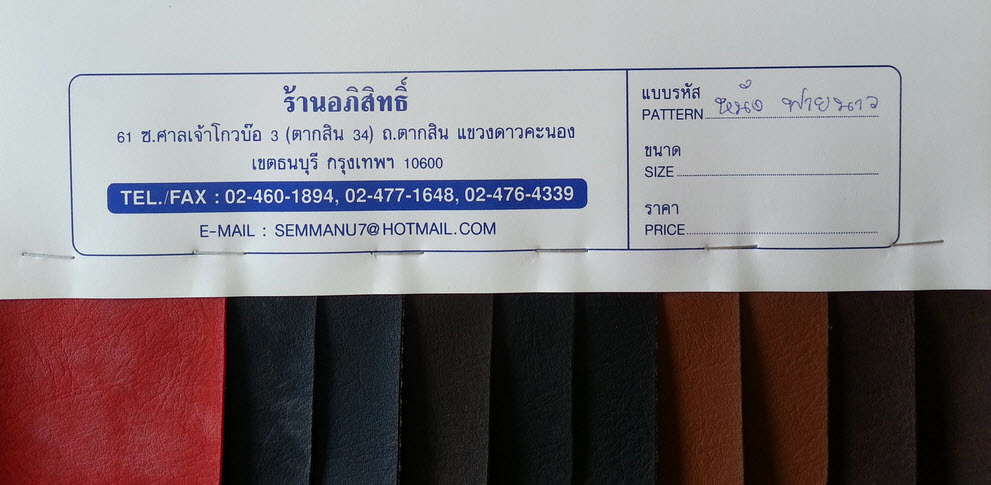 ร้านอภิสิทธิ์
61 ซ.ศาลเจ้าโกวบ๊อ 3 (ตากสิน 34) ถ.ตากสิน แขวงดาวคะนอง
เขตธนบุรี กรุงเทพฯ 10600
TEL./FAX : 02-460-1894, 02-477-1648, 02-476-4339
E-MAIL : SEMMANU7@HOTMAIL.COM
แบบรหัส
PATTERN หนัง ฟายนาว
ขนาด
SIZE
ราคา
PRICE